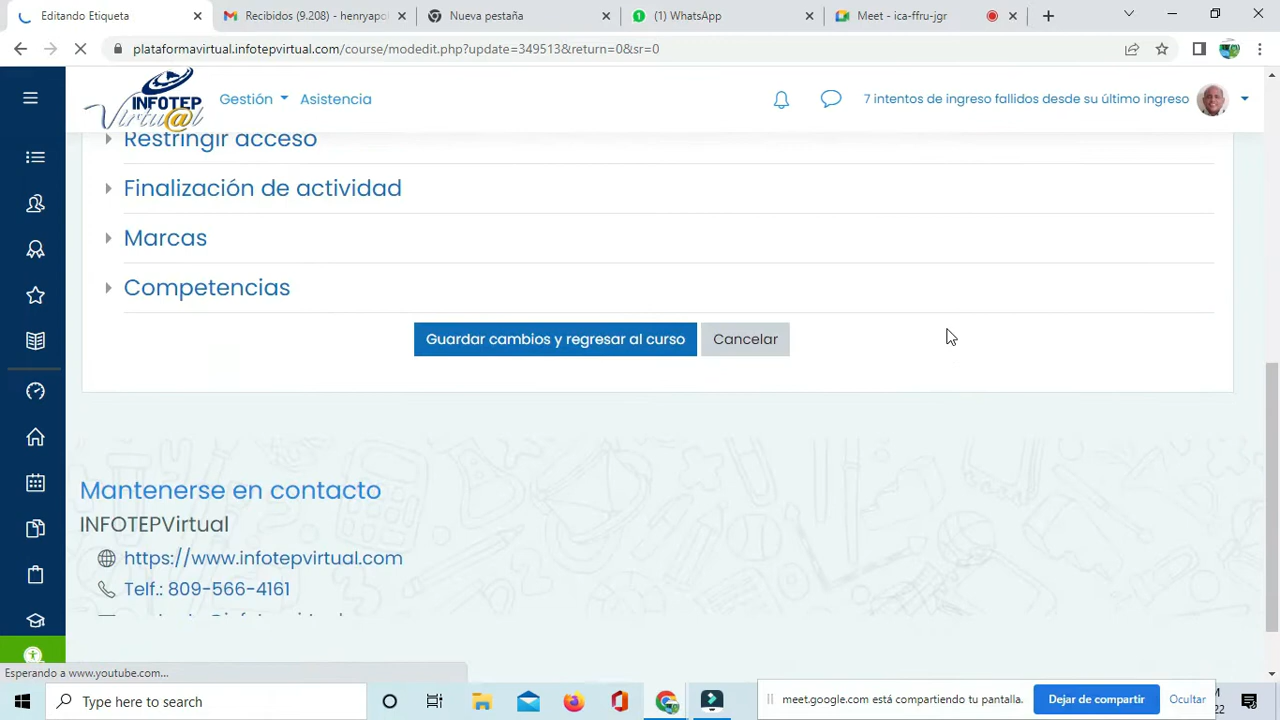 Editando Etiqueta
Recibidos (9.208) - henryapol
Nueva pestaña
(1) WhatsApp
Meet - ica-ffru-jgr
plataformavirtual.infotepvirtual.com/course/modedit.php?update=349513&return=0&sr=0
INFOTEP
Virtu@l
Gestión
Asistencia
7 intentos de ingreso fallidos desde su último ingreso
Restringir acceso
Finalización de actividad
Marcas
Competencias
Guardar cambios y regresar al curso
Cancelar
Mantenerse en contacto
INFOTEPVirtual
https://www.infotepvirtual.com
Telf.: 809-566-4161
Esperando a www.youtube.com...
Type here to search
meet.google.com está compartiendo tu pantalla.
Dejar de compartir
Ocultar